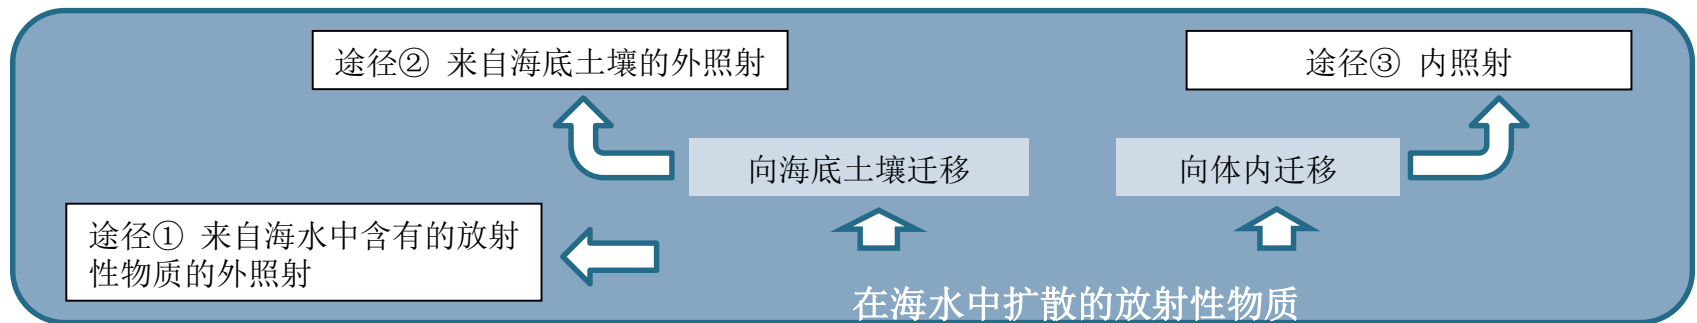 途径② 来自海底土壤的外照射
途径③ 内照射
向海底土壤迁移
向体内迁移
途径① 来自海水中含有的放射
性物质的外照射
在海水中扩散的放射性物质